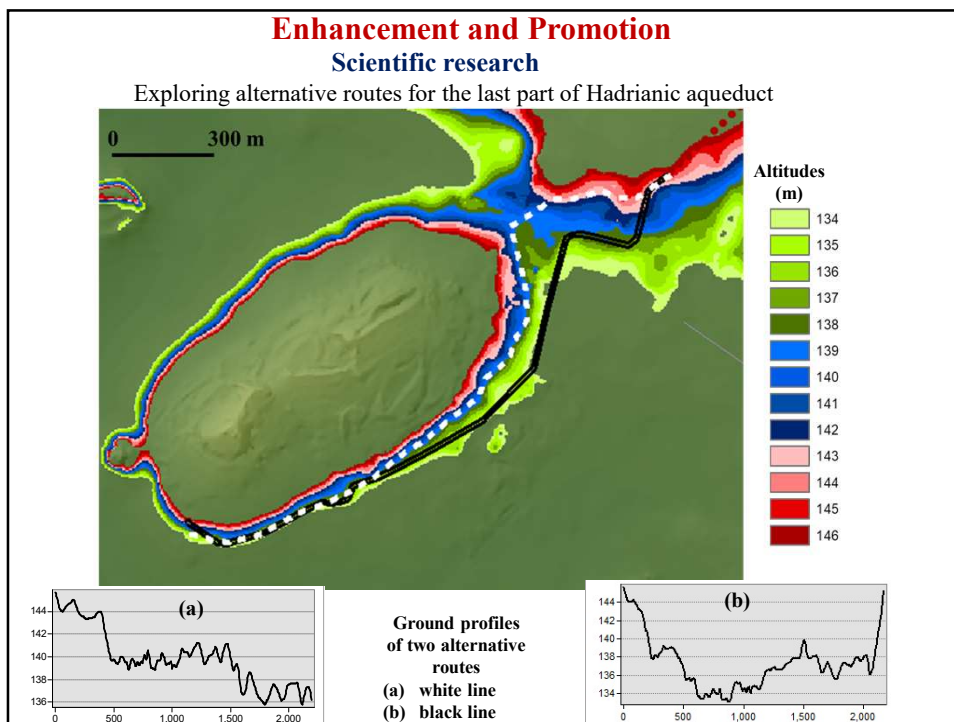 Enhancement and Promotion
Scientific research
Exploring alternative routes for the last part of Hadrianic aqueduct
0 300 m
Altitudes
(m)
134
135
136
137
138
139
140
141
142
143
144
145
146
(a)
144
142
140
138
136
0 500 1,000 1,500 2,000
Ground profiles
of two alternative
routes
(a) white line
(b) black line
(b)
144
142
140
138
136
134
0 500 1,000 1,500 2,000